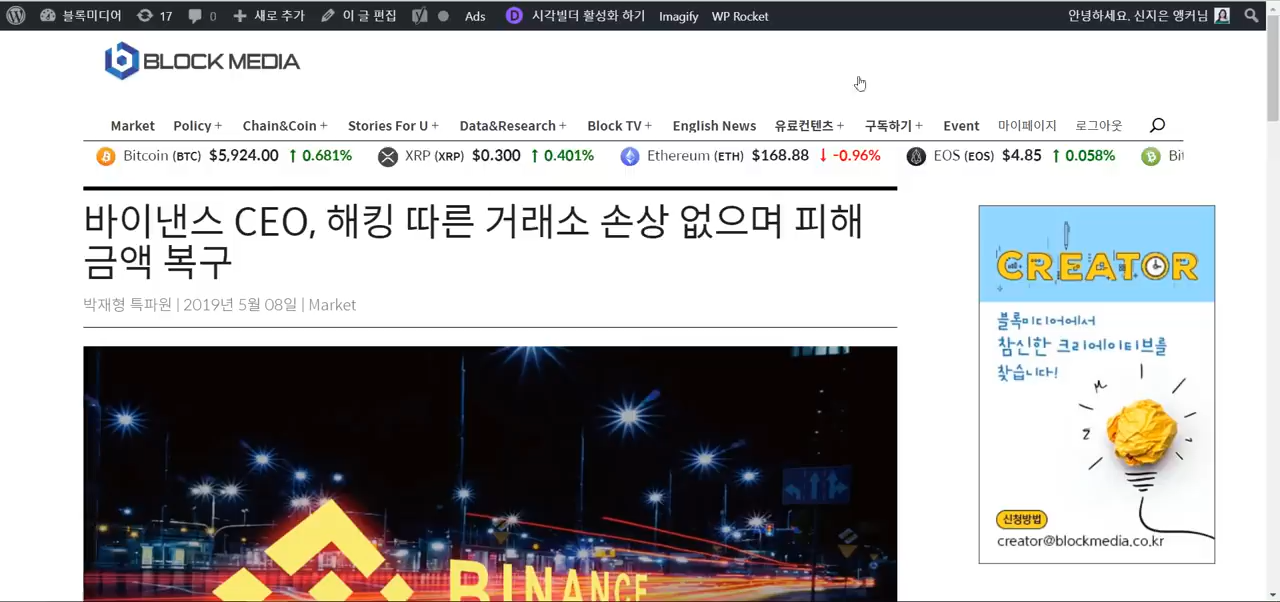 블록미디어 17 0 새로 추가 이 글 편집 Ads D 시각빌더 활성화 하기 Imagify WP Rocket 안녕하세요. 신지은 앵커님
BLOCK MEDIA
Market Policy + Chain&Coin + Stories For U + Data&Research + Block TV + English News 유료컨텐츠 + 구독하기 + Event 마이페이지 로그아웃
Bitcoin (BTC) $5,924.00 ↑ 0.681% XRP (XRP) $0.300 ↑ 0.401% Ethereum (ETH) $168.88 ↓ -0.96% EOS (EOS) $4.85 ↑ 0.058% Bit
바이낸스 CEO, 해킹 따른 거래소 손상 없으며 피해
금액 복구
박재형 특파원 | 2019년 5월 08일 | Market
BINANCE
CREATOR
블록미디어에서
참신한 크리에이티브를
찾습니다!
신청방법
creator@blockmedia.co.kr